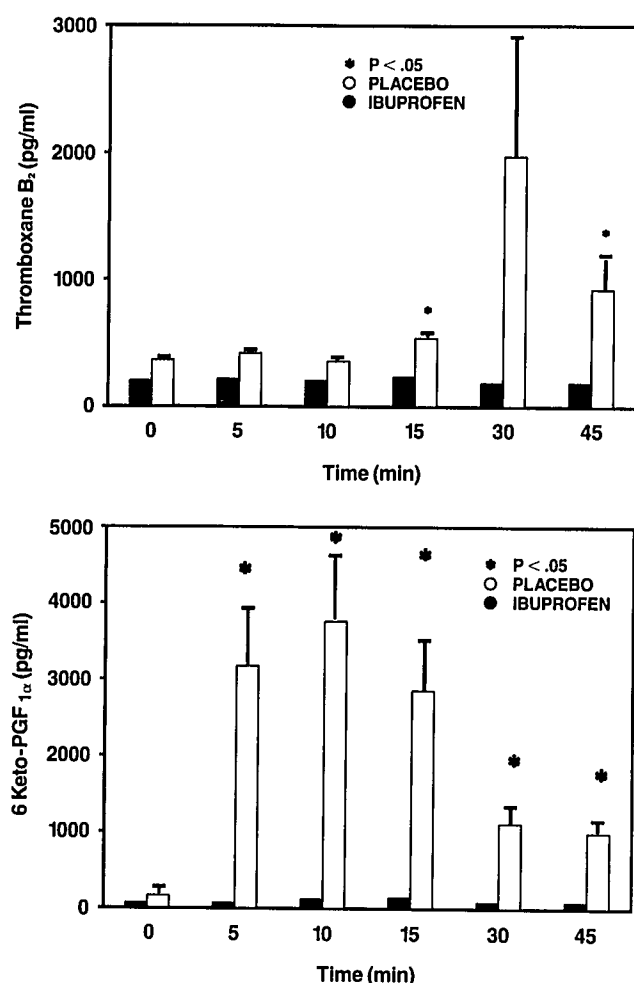 3000
2000
1000
0
Thromboxane B₂ (pg/ml)
* P < .05
PLACEBO
IBUPROFEN
*
*
0 5 10 15 30 45
Time (min)
5000
4000
3000
2000
1000
0
6 Keto-PGF 1α (pg/ml)
* P < .05
PLACEBO
IBUPROFEN
* * * * *
0 5 10 15 30 45
Time (min)